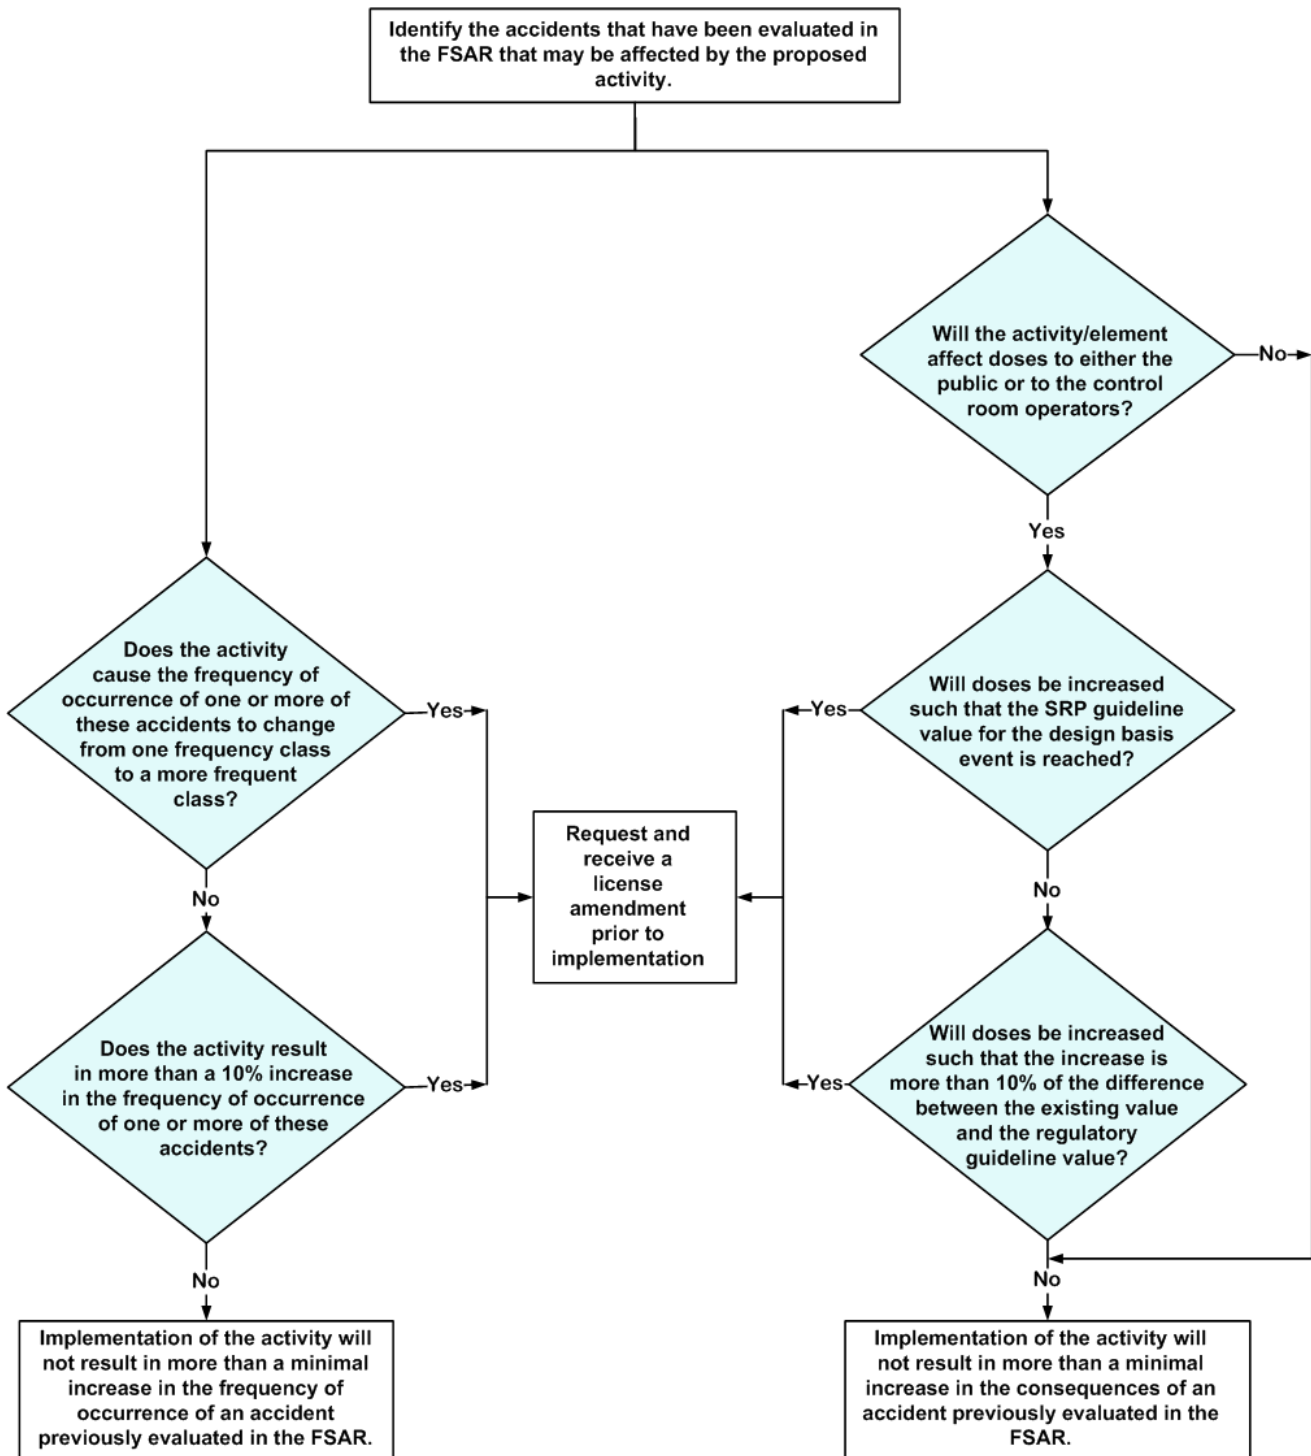 Identify the accidents that have been evaluated in
the FSAR that may be affected by the proposed
activity.
Will the activity/element
affect doses to either the
public or to the control
room operators?
No
Yes
Does the activity
cause the frequency of
occurrence of one or more of
these accidents to change
from one frequency class
to a more frequent
class?
Yes
No
Will doses be increased
such that the SRP guideline
value for the design basis
event is reached?
Yes
No
Request and
receive a
license
amendment
prior to
implementation
Does the activity result
in more than a 10% increase
in the frequency of occurrence
of one or more of these
accidents?
Yes
No
Will doses be increased
such that the increase is
more than 10% of the difference
between the existing value
and the regulatory
guideline value?
Yes
No
Implementation of the activity will
not result in more than a minimal
increase in the frequency of
occurrence of an accident
previously evaluated in the FSAR.
Implementation of the activity will
not result in more than a minimal
increase in the consequences of an
accident previously evaluated in the
FSAR.